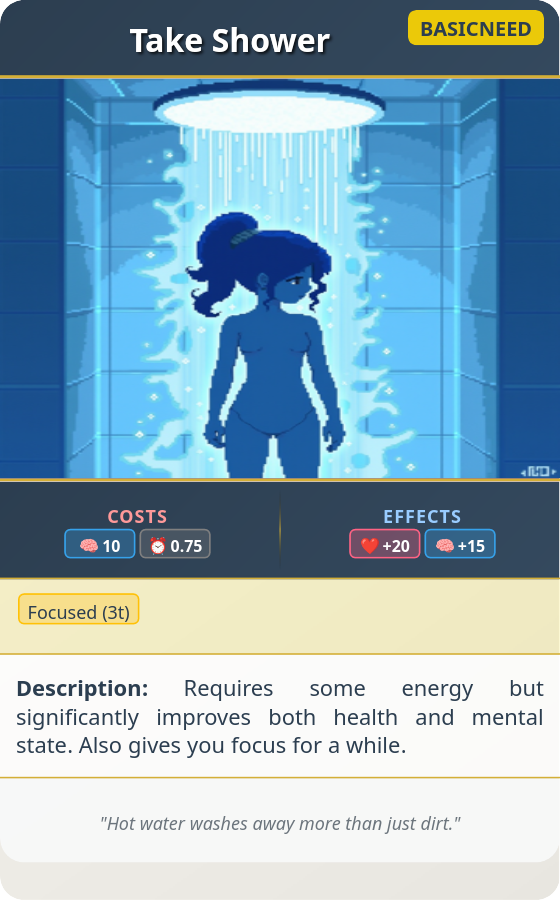 Take Shower
BASICNEED
COSTS
🧠 10
⏰ 0.75
EFFECTS
❤️ +20
🧠 +15
Focused (3t)
Description: Requires some energy but
significantly improves both health and mental
state. Also gives you focus for a while.
"Hot water washes away more than just dirt."